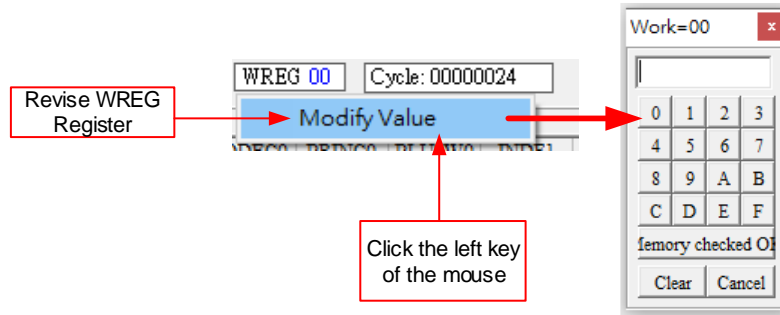 Work=00
x
WREG 00 Cycle: 00000024
Revise WREG
Register
Modify Value
0 1 2 3
4 5 6 7
8 9 A B
C D E F
checked
Clear Cancel
Click the left key
of the mouse